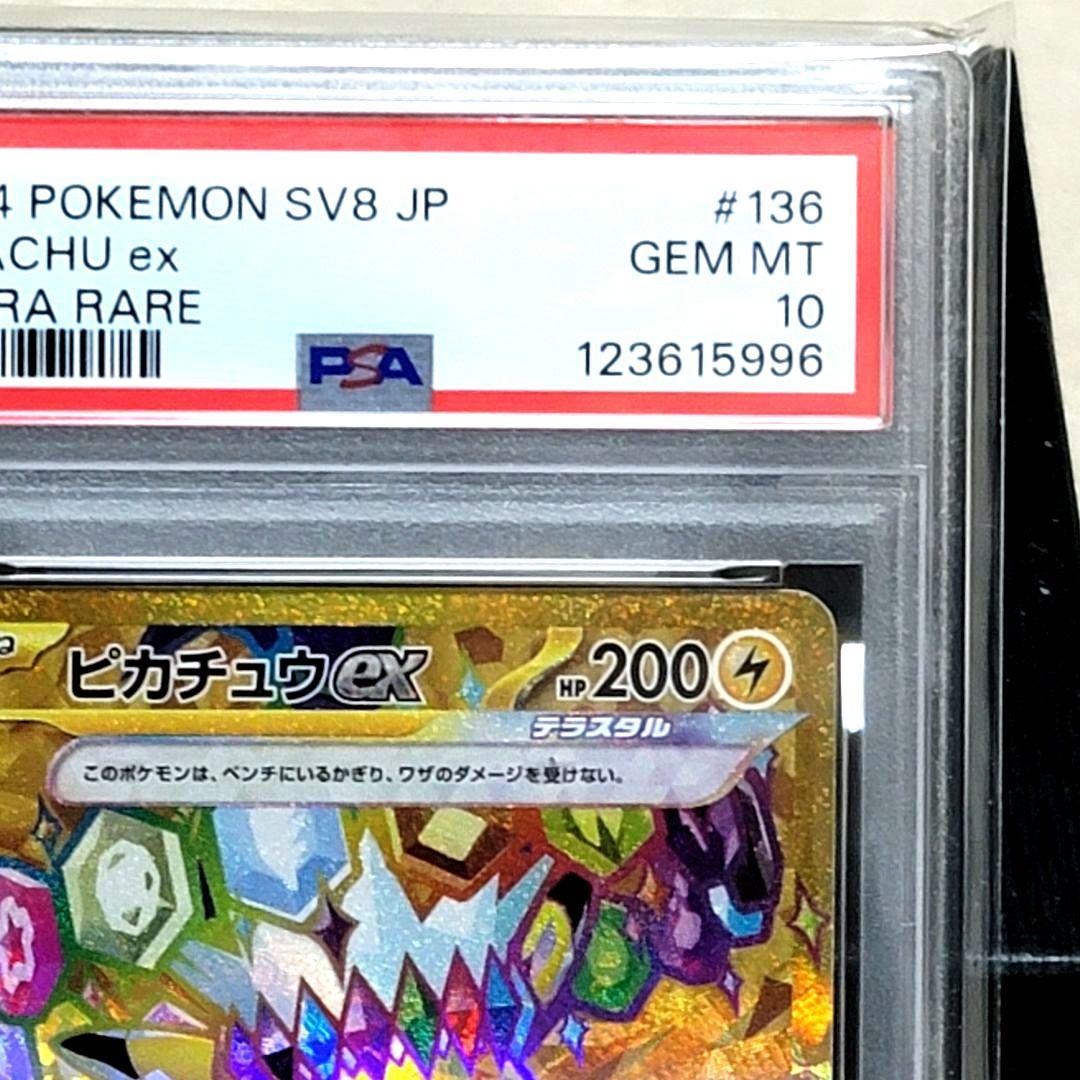 4 POKEMON SV8 JP #136
ACHU ex GEM MT
RA RARE 10
PSA 123615996
ピカチュウex HP200
テラスタル
このポケモンは、ベンチにいるかぎり、ワザのダメージを受けない。